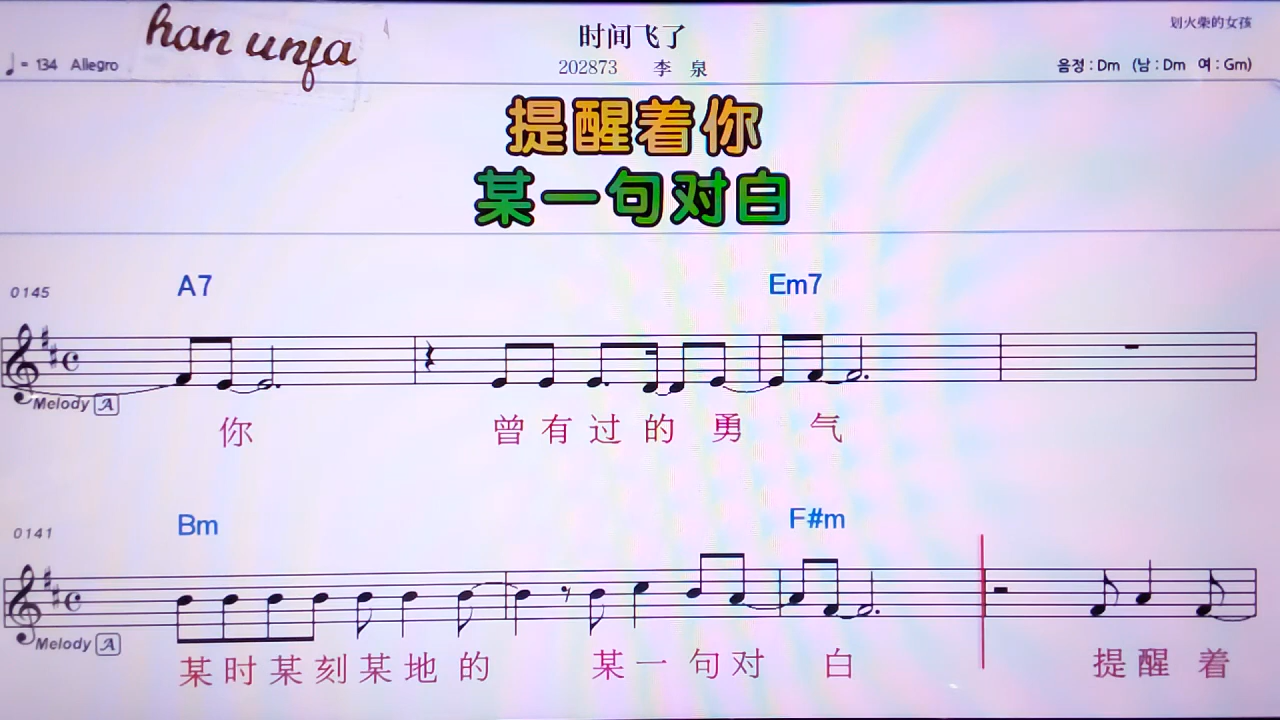 han unfa
时间飞了
划火柴的女孩
♩= 134 Allegro
202873 李 泉
음정 : Dm (남 : Dm 여 : Gm)
提醒着你
某一句对白
0145 A7 Em7
Melody A
你 曾 有 过 的 勇 气
0141 Bm F#m
Melody A
某 时 某 刻 某 地 的 某 一 句 对 白 提 醒 着